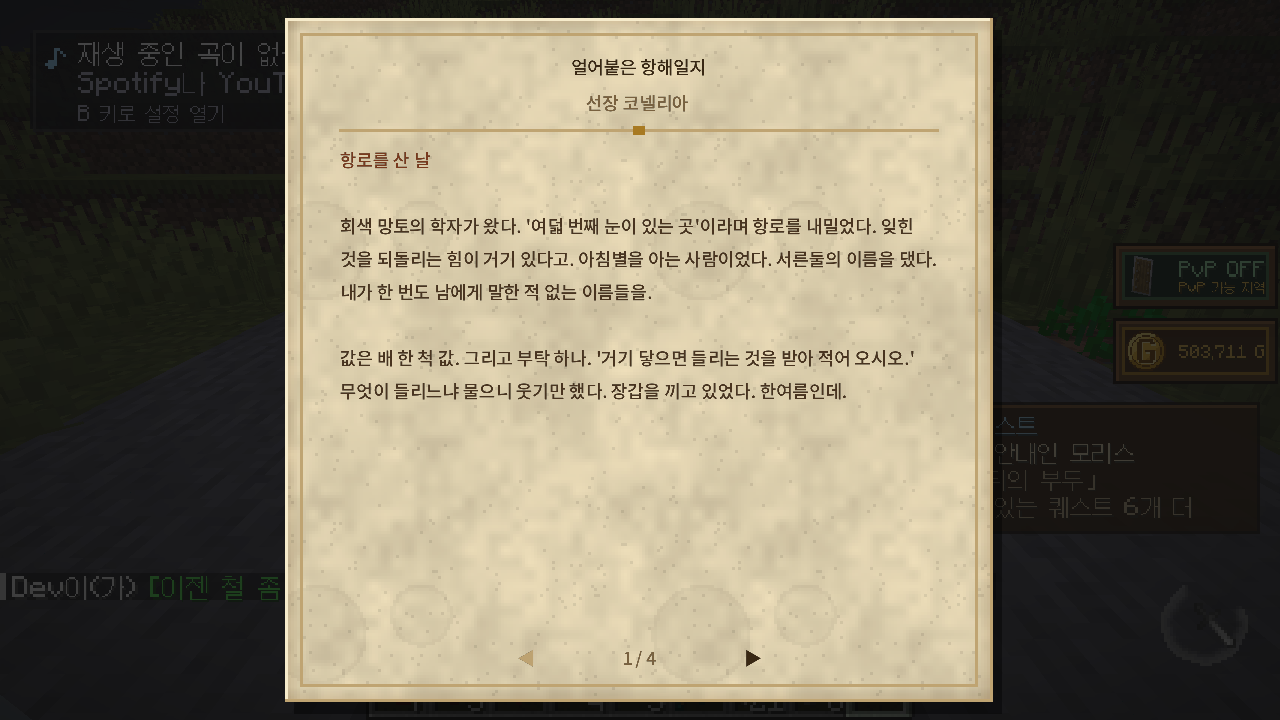 재생 중인 곡이 없
Spotify나 YouT
B 키로 설정 열기
얼어붙은 항해일지
선장 코넬리아
항로를 산 날
회색 망토의 학자가 왔다. '여덟 번째 눈이 있는 곳'이라며 항로를 내밀었다. 잊힌
것을 되돌리는 힘이 거기 있다고. 아침별을 아는 사람이었다. 서른둘의 이름을 댔다.
내가 한 번도 남에게 말한 적 없는 이름들을.
값은 배 한 척 값. 그리고 부탁 하나. '거기 닿으면 들리는 것을 받아 적어 오시오.'
무엇이 들리느냐 물으니 웃기만 했다. 장갑을 끼고 있었다. 한여름인데.
1/4
PvP OFF
PvP 가능 지역
503,711 G
스트
안내인 모리스
의 부두」
있는 퀘스트 6개 더
Dev이(가) [이젠 철 좀